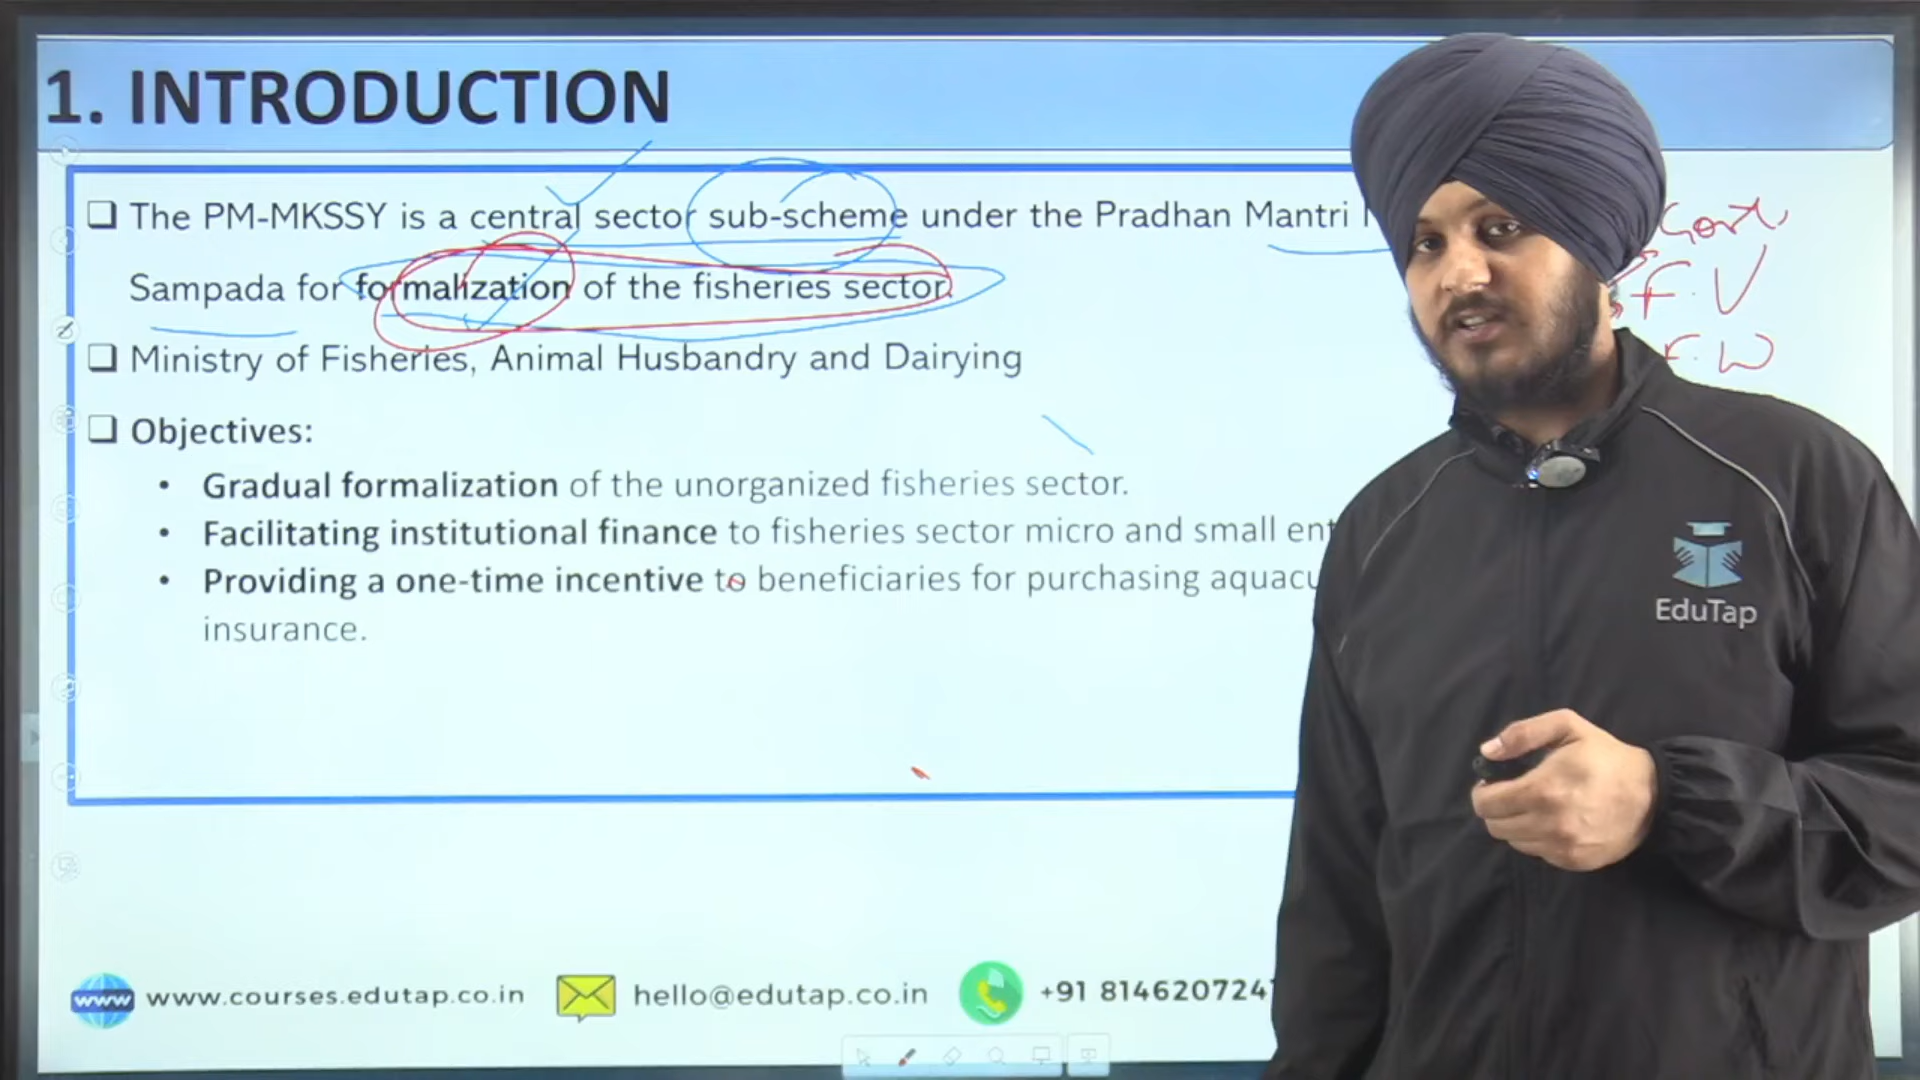 1. INTRODUCTION
The PM-MKSSY is a central sector sub-scheme under the Pradhan Mantri
Govt.
Sampada for formalization of the fisheries sector.
F.V
F.W
Ministry of Fisheries, Animal Husbandry and Dairying
Objectives:
• Gradual formalization of the unorganized fisheries sector.
• Facilitating institutional finance to fisheries sector micro and small ent
• Providing a one-time incentive to beneficiaries for purchasing aquacu
insurance.
EduTap
www www.courses.edutap.co.in hello@edutap.co.in +91 814620724